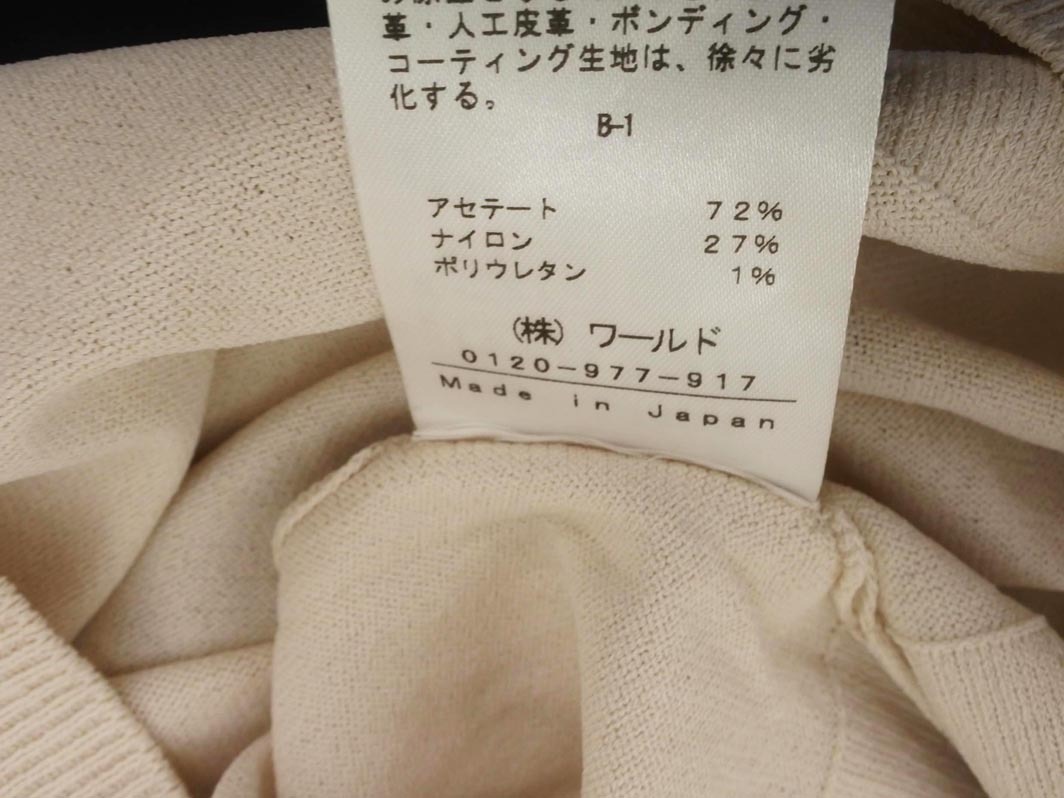 革・人工皮革・ボンディング・
コーティング生地は、徐々に劣
化する。
B-1
アセテート 72%
ナイロン 27%
ポリウレタン 1%
(株) ワールド
0120-977-917
Made in Japan